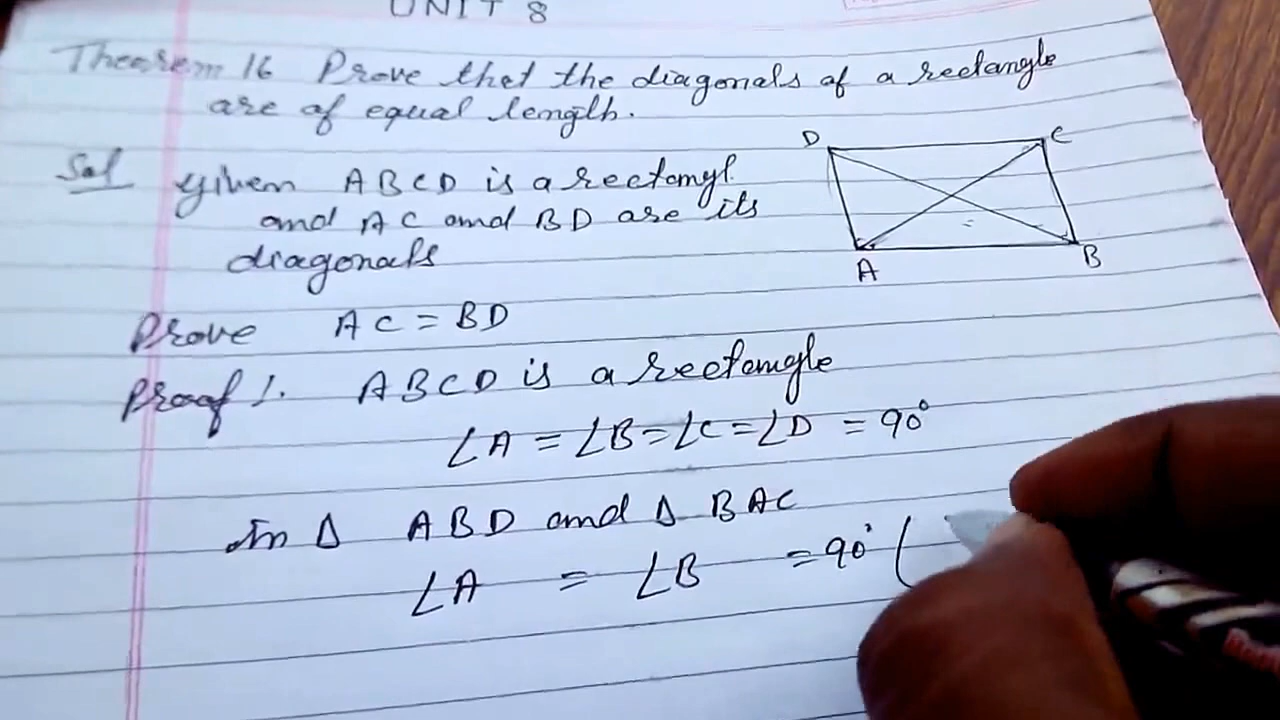 UNIT 8
Theorem 16 Prove that the diagonals of a rectangle
are of equal length.
Sol given ABCD is a rectangl.
and AC and BD are its
diagonals
D C
A B
Prove AC = BD
Proof 1. ABCD is a rectangle
∠A = ∠B = ∠C = ∠D = 90°
In Δ ABD and Δ BAC
∠A = ∠B = 90° (